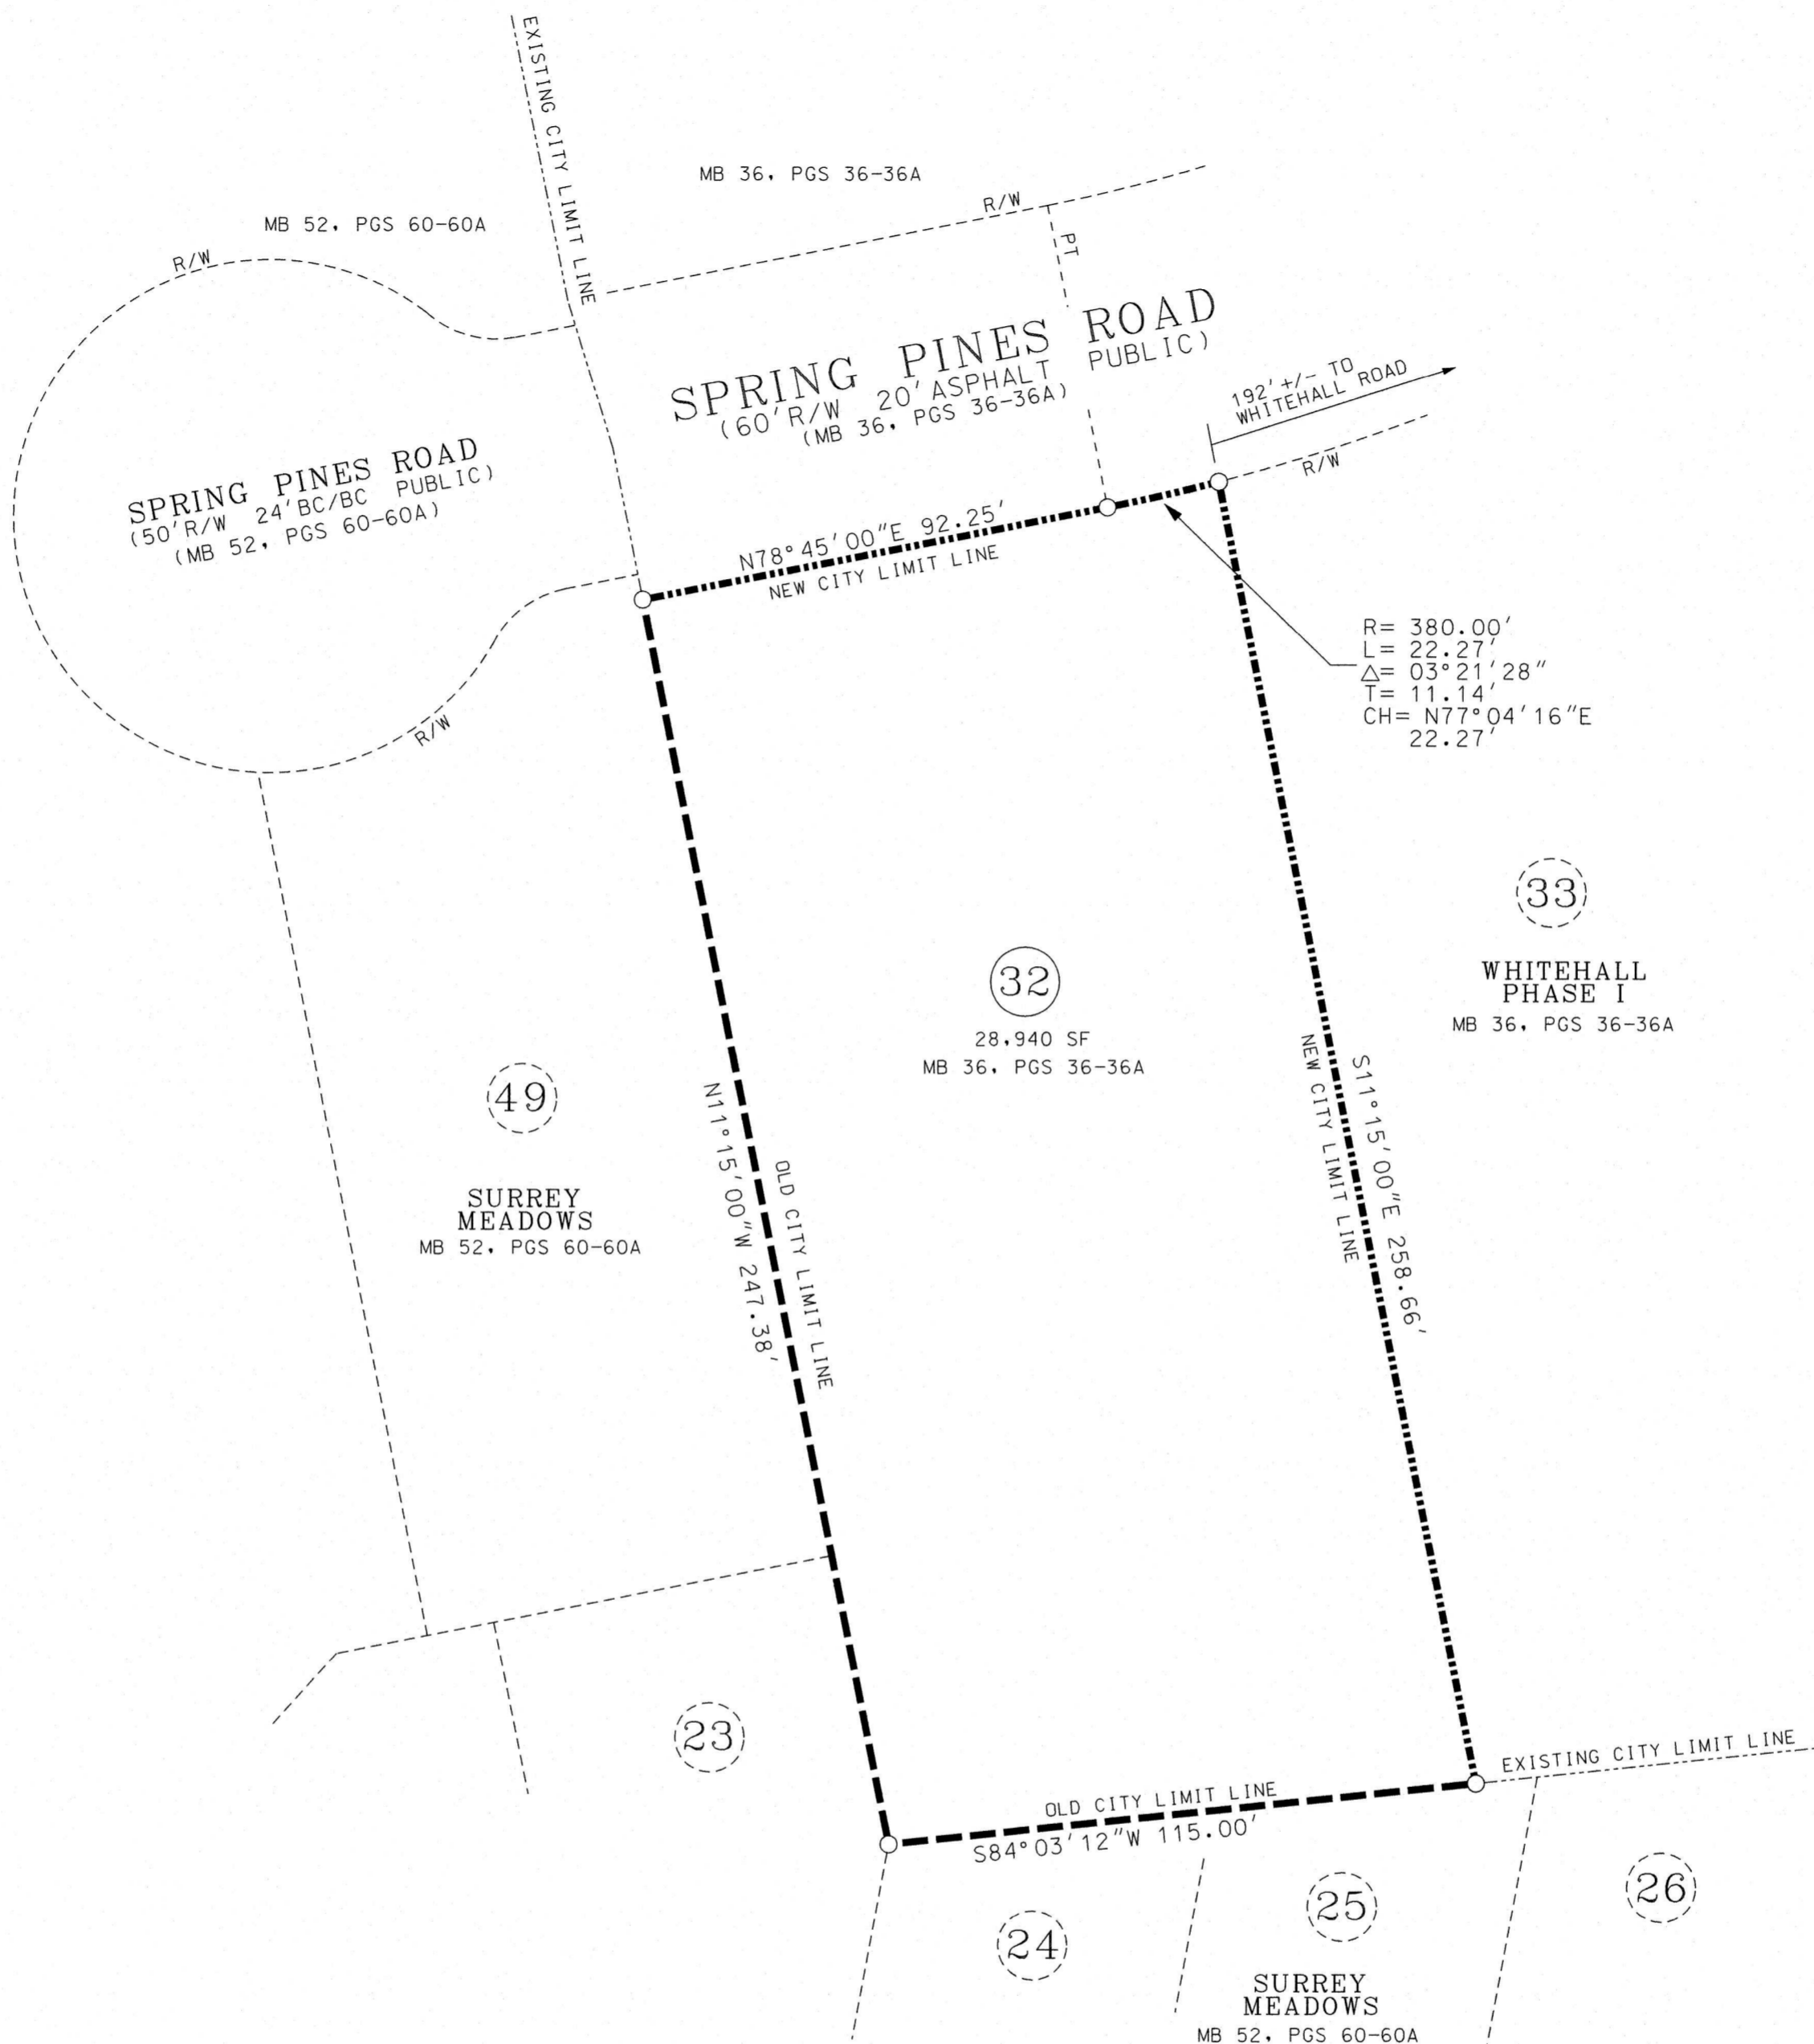 EXISTING CITY LIMIT LINE
MB 36, PGS 36-36A
MB 52, PGS 60-60A
R/W
R/W
PT
SPRING PINES ROAD
(60'R/W 20'ASPHALT PUBLIC)
(MB 36, PGS 36-36A)
192'+/- TO
WHITEHALL ROAD
R/W
SPRING PINES ROAD
(50'R/W 24'BC/BC PUBLIC)
(MB 52, PGS 60-60A)
N78°45'00"E 92.25'
NEW CITY LIMIT LINE
R= 380.00'
L= 22.27'
△= 03°21'28"
T= 11.14'
CH= N77°04'16"E
22.27'
R/W
33
WHITEHALL
PHASE I
MB 36, PGS 36-36A
32
28,940 SF
MB 36, PGS 36-36A
49
SURREY
MEADOWS
MB 52, PGS 60-60A
N11°15'00"W 247.38'
OLD CITY LIMIT LINE
NEW CITY LIMIT LINE
S11°15'00"E 258.66'
23
EXISTING CITY LIMIT LINE
OLD CITY LIMIT LINE
S84°03'12"W 115.00'
24
25
26
SURREY
MEADOWS
MB 52, PGS 60-60A